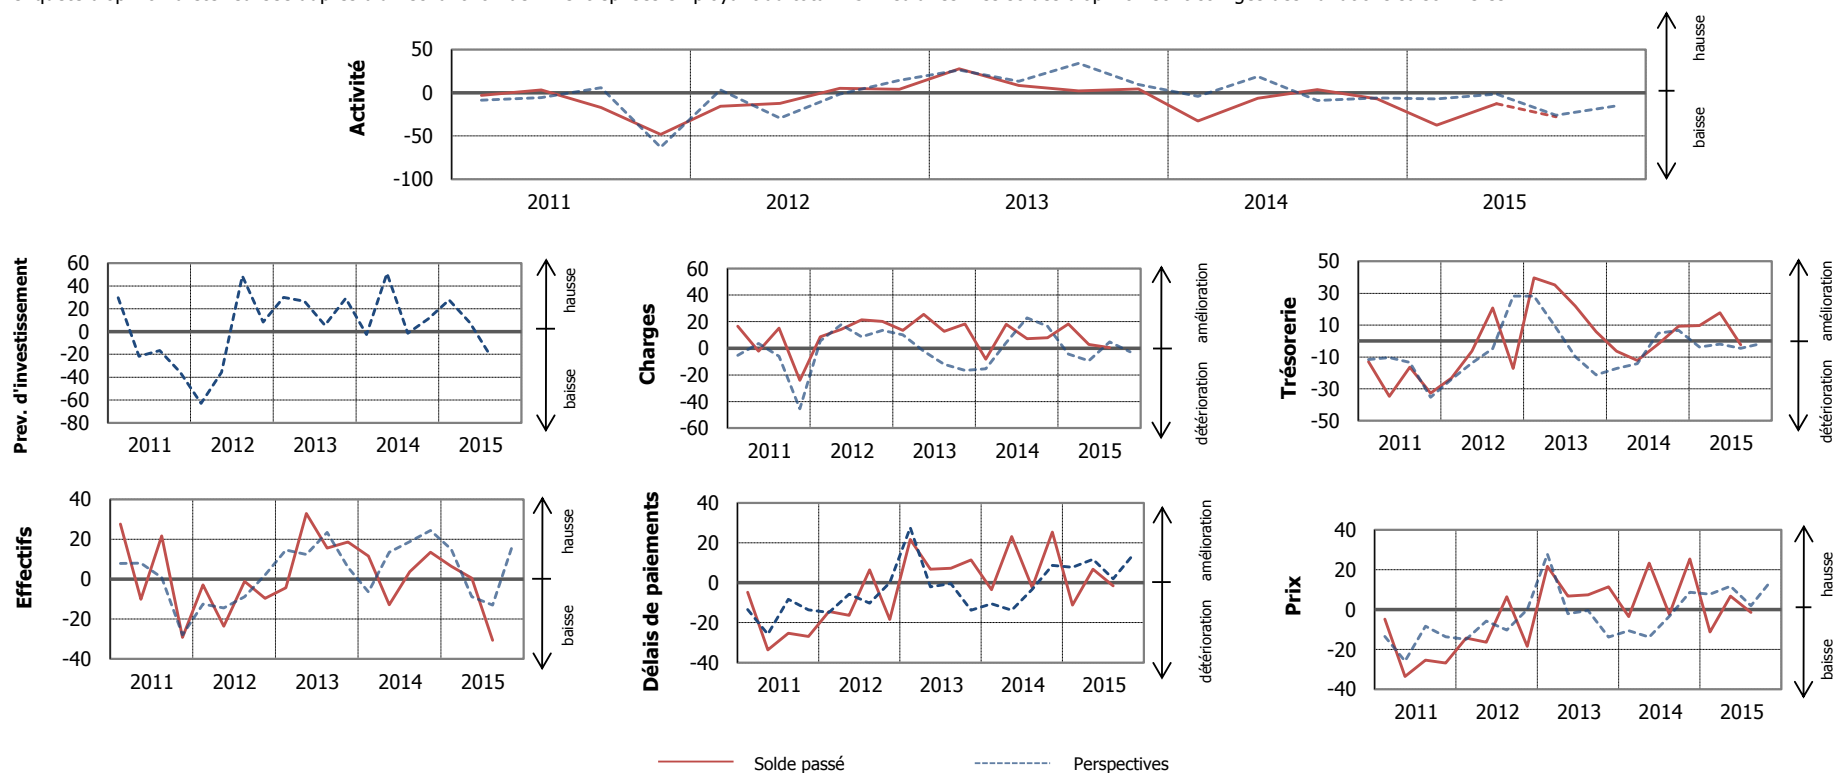 Activité
50
0
-50
-100
2011 2012 2013 2014 2015
hausse
baisse
Prev. d'investissement
60
40
20
0
-20
-40
-60
-80
2011 2012 2013 2014 2015
hausse
baisse
Charges
60
40
20
0
-20
-40
-60
2011 2012 2013 2014 2015
amélioration
détérioration
Trésorerie
50
30
10
-10
-30
-50
2011 2012 2013 2014 2015
amélioration
détérioration
Effectifs
40
20
0
-20
-40
2011 2012 2013 2014 2015
hausse
baisse
Délais de paiements
40
20
0
-20
-40
2011 2012 2013 2014 2015
amélioration
détérioration
Prix
40
20
0
-20
-40
2011 2012 2013 2014 2015
hausse
baisse
Solde passé
Perspectives